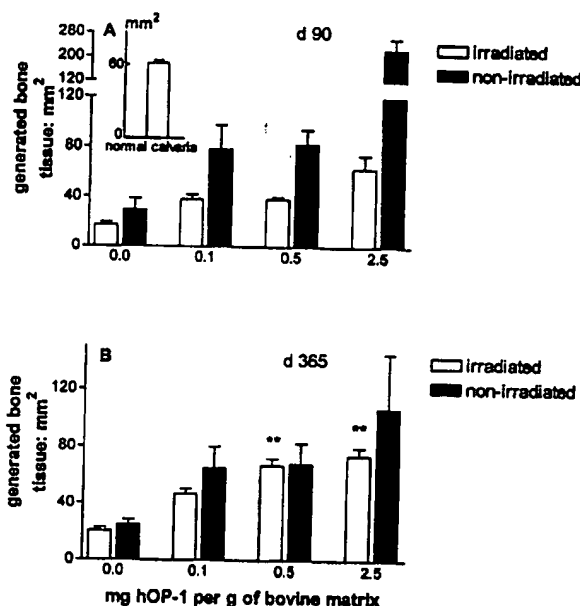 A
mm2
d 90
280
200
120
120
80
40
0
60
0
normal calvaria
generated bone
tissue: mm2
irradiated
non-irradiated
0.0 0.1 0.5 2.5
B
d 365
120
80
40
0
generated bone
tissue: mm2
irradiated
non-irradiated
** **
0.0 0.1 0.5 2.5
mg hOP-1 per g of bovine matrix